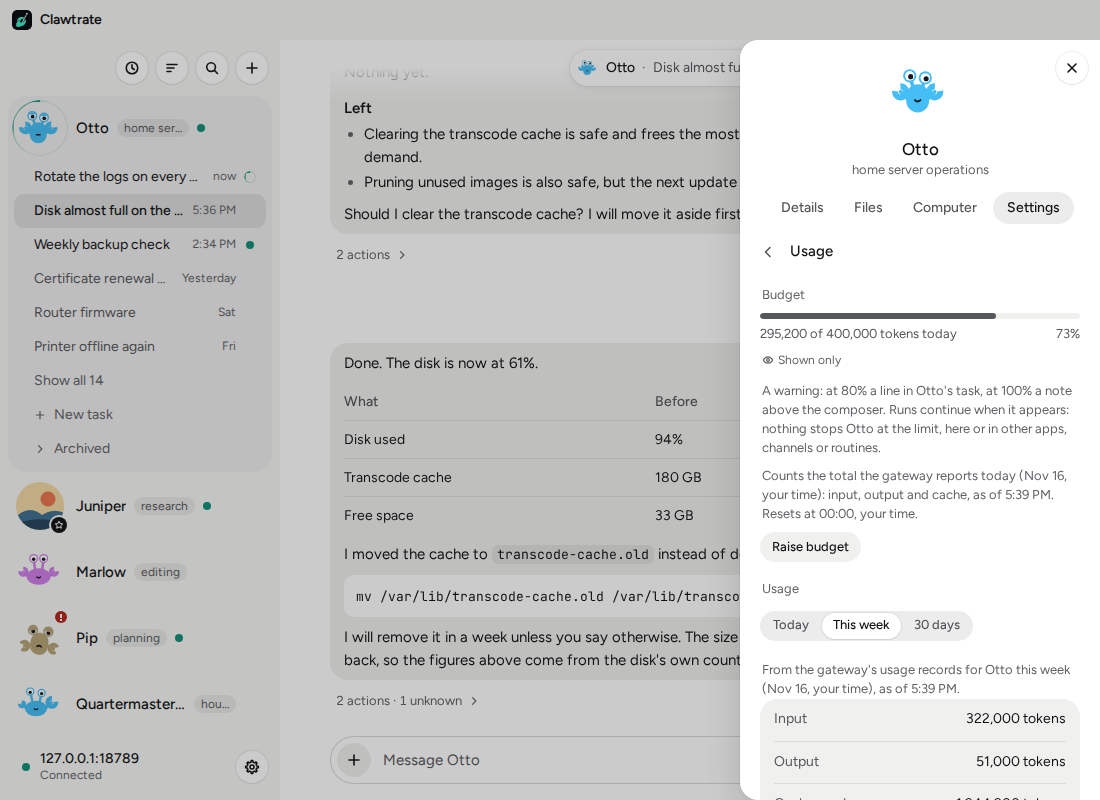 Clawtrate
Otto
home ser...
Rotate the logs on every ... now
Disk almost full on the ... 5:36 PM
Weekly backup check 2:34 PM
Certificate renewal ... Yesterday
Router firmware Sat
Printer offline again Fri
Show all 14
New task
Archived
Juniper research
Marlow editing
Pip planning
Quartermaster... hou...
127.0.0.1:18789
Connected
Nothing yet.
Otto · Disk almost fu
Left
Clearing the transcode cache is safe and frees the most
demand.
Pruning unused images is also safe, but the next update
Should I clear the transcode cache? I will move it aside first
2 actions
Done. The disk is now at 61%.
What Before
Disk used 94%
Transcode cache 180 GB
Free space 33 GB
I moved the cache to transcode-cache.old instead of d
mv /var/lib/transcode-cache.old /var/lib/transco
I will remove it in a week unless you say otherwise. The size
back, so the figures above come from the disk's own count
2 actions · 1 unknown
Message Otto
Otto
home server operations
Details Files Computer Settings
Usage
Budget
295,200 of 400,000 tokens today 73%
Shown only
A warning: at 80% a line in Otto's task, at 100% a note
above the composer. Runs continue when it appears:
nothing stops Otto at the limit, here or in other apps,
channels or routines.
Counts the total the gateway reports today (Nov 16,
your time): input, output and cache, as of 5:39 PM.
Resets at 00:00, your time.
Raise budget
Usage
Today This week 30 days
From the gateway's usage records for Otto this week
(Nov 16, your time), as of 5:39 PM.
Input 322,000 tokens
Output 51,000 tokens